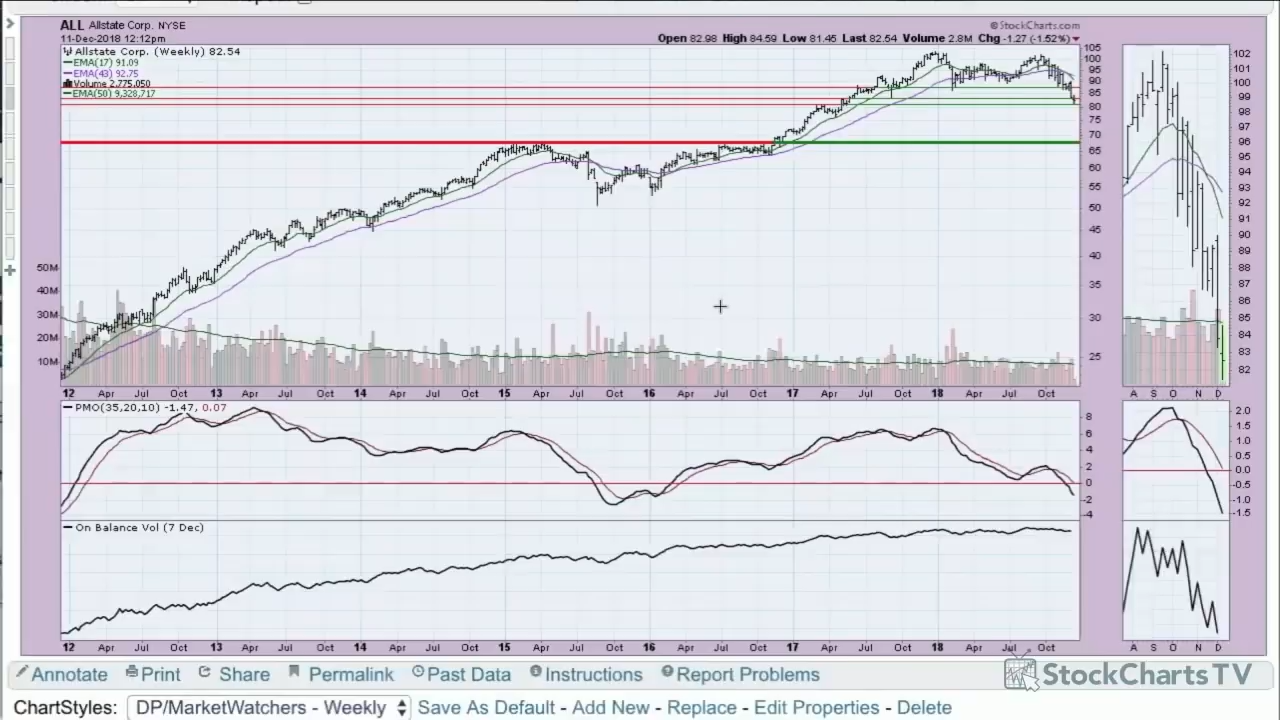 ALL Allstate Corp. NYSE
©StockCharts.com
11-Dec-2018 12:12pm
Open 82.98 High 84.59 Low 81.45 Last 82.54 Volume 2.8M Chg -1.27 (-1.52%)
Allstate Corp. (Weekly) 82.54
EMA(17) 91.09
EMA(43) 92.75
Volume 2,775,050
EMA(50) 9,328,717
105
100
95
90
85
80
75
70
65
60
55
50
45
40
35
30
25
50M
40M
30M
20M
10M
102
101
100
99
98
97
96
95
94
93
92
91
90
88
87
86
85
84
83
82
12 Apr Jul Oct 13 Apr Jul Oct 14 Apr Jul Oct 15 Apr Jul Oct 16 Apr Jul Oct 17 Apr Jul Oct 18 Apr Jul Oct
A S O N D
PMO(35,20,10) -1.47, 0.07
8
6
4
2
0
-2
-4
2.0
1.5
1.0
0.5
0.0
-0.5
-1.0
-1.5
On Balance Vol (7 Dec)
12 Apr Jul Oct 13 Apr Jul Oct 14 Apr Jul Oct 15 Apr Jul Oct 16 Apr Jul Oct 17 Apr Jul Oct 18 Apr Jul Oct
A S O N D
Annotate Print Share Permalink Past Data Instructions Report Problems
StockCharts TV
ChartStyles: DP/MarketWatchers - Weekly Save As Default - Add New - Replace - Edit Properties - Delete